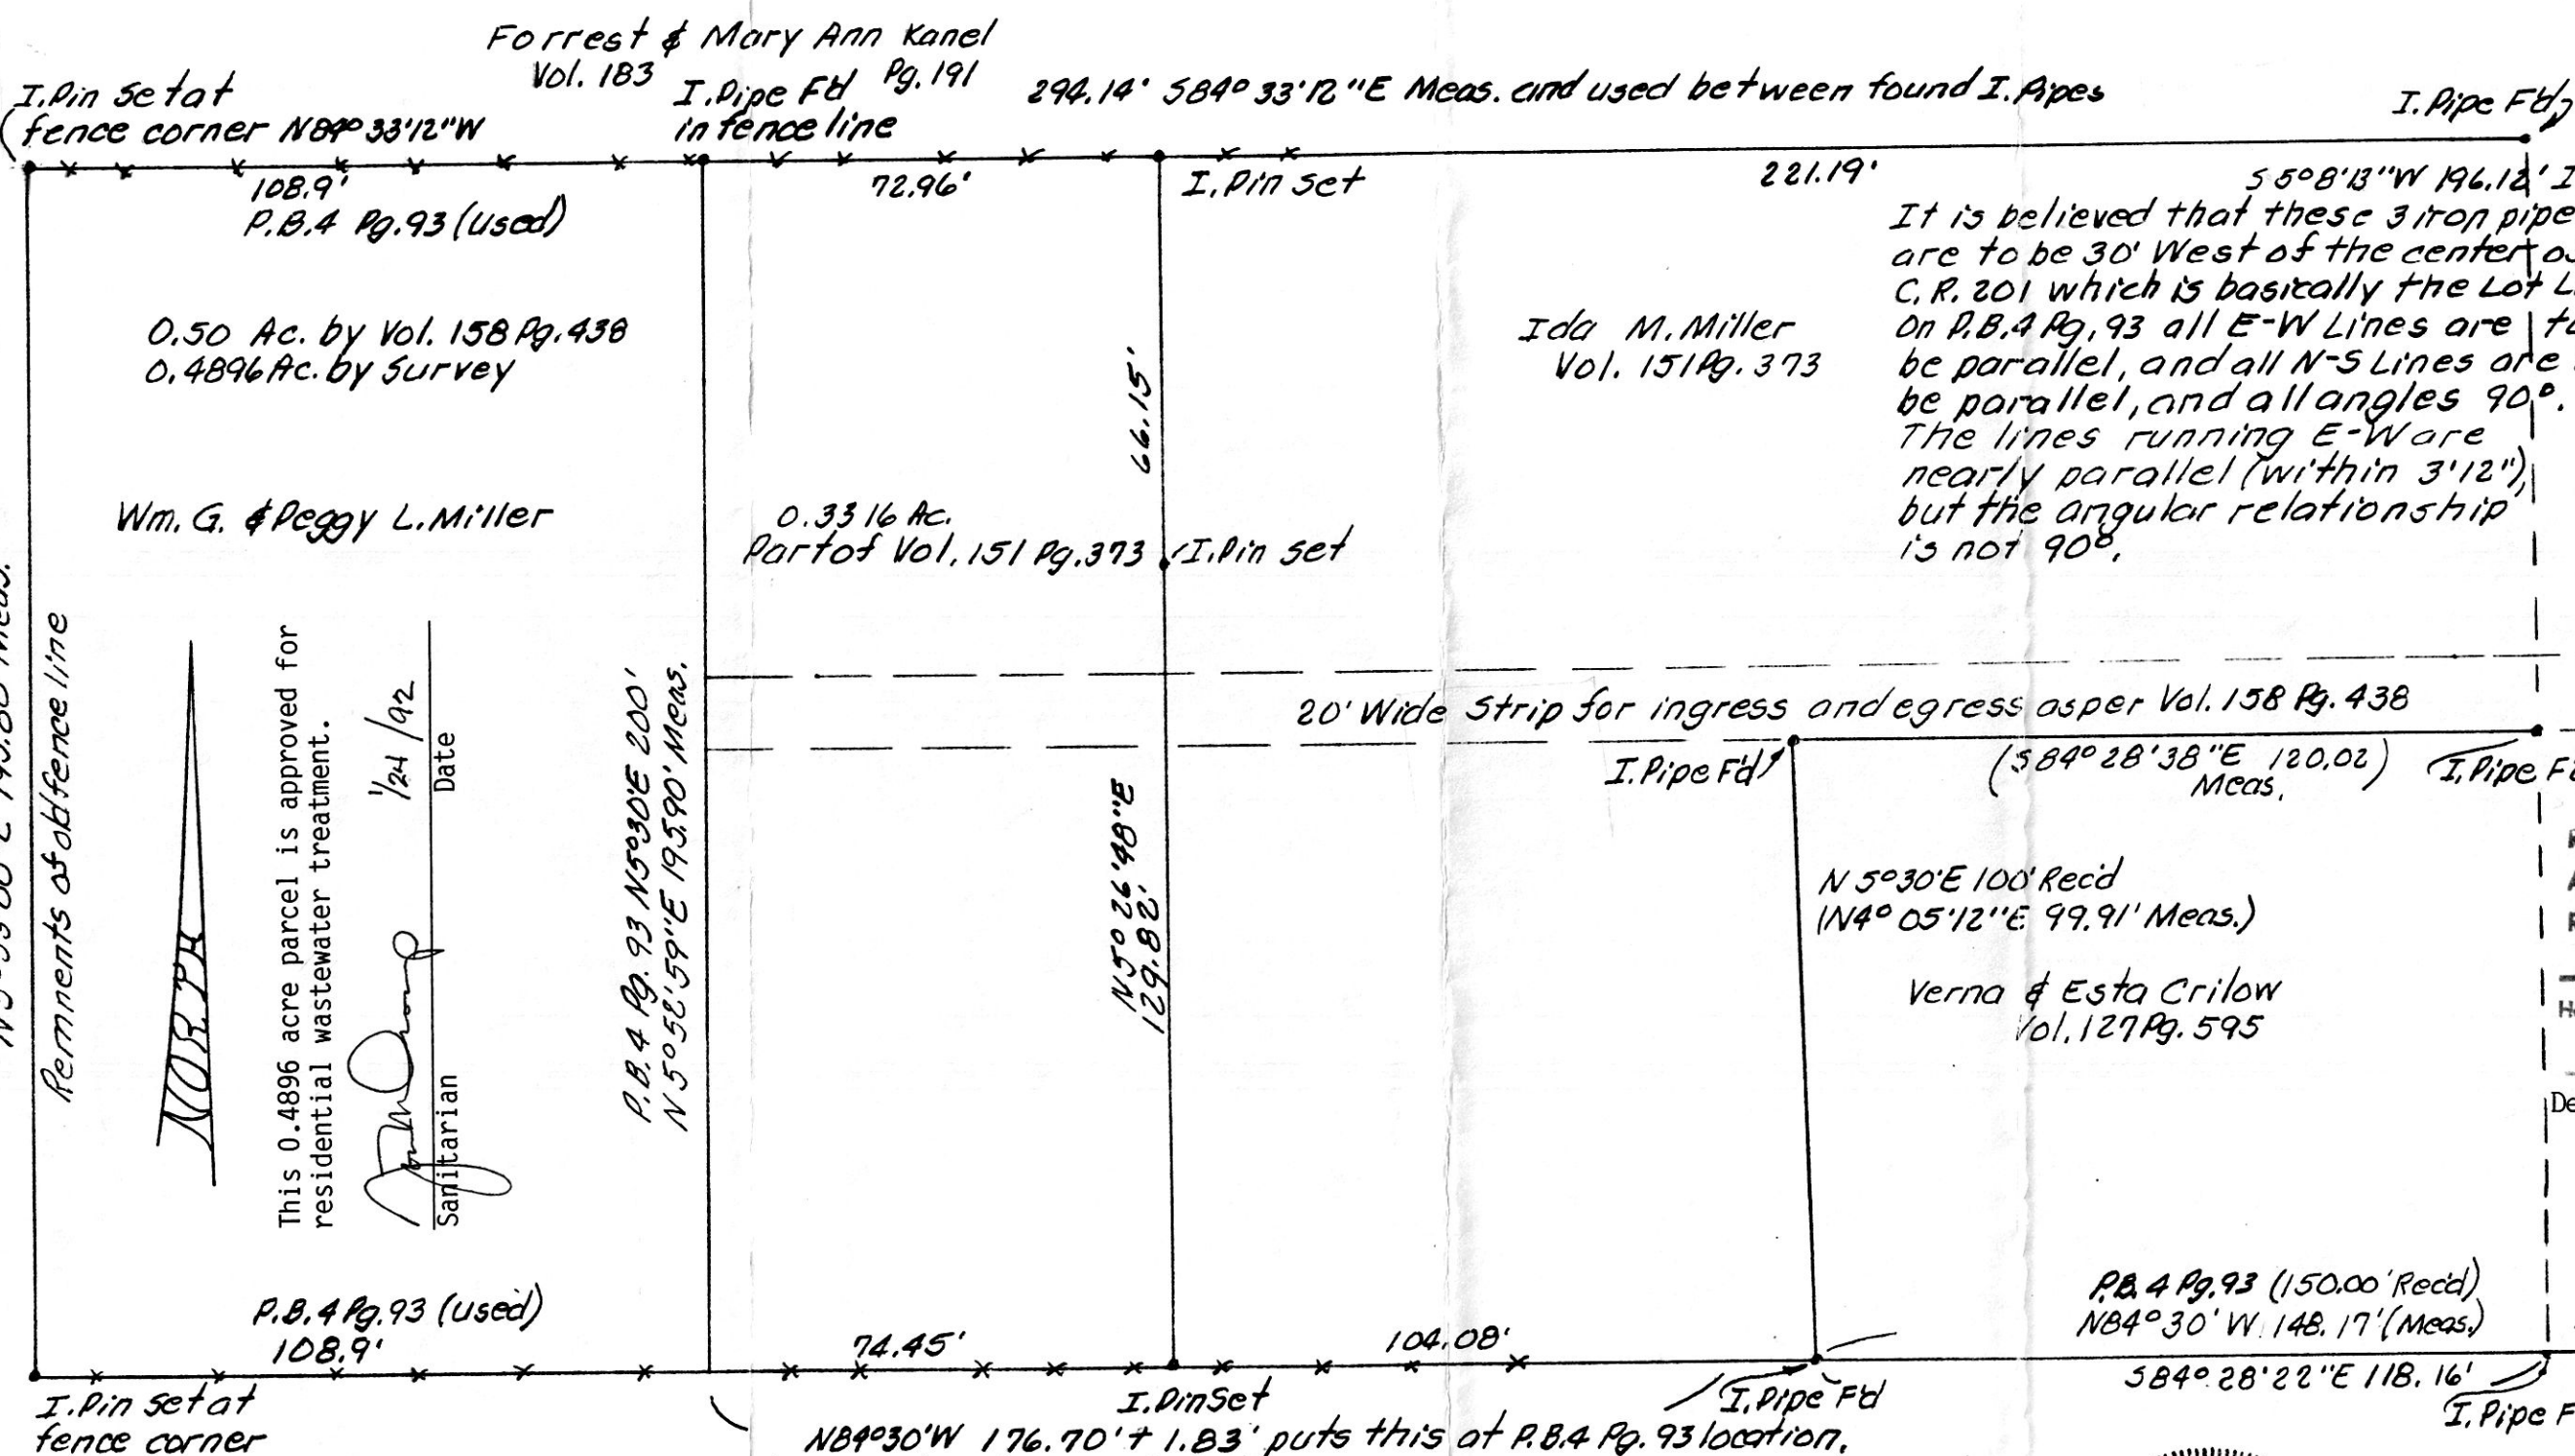 Forrest & Mary Ann Kanel
Vol. 183 Pg. 191
I.Pin Set at
fence corner N84° 33'12"W
I.Pipe F'd
in fence line
294.14' S84° 33'12"E Meas. and used between found I. Pipes
I.Pipe F'd
108.9'
P.B.4 Pg.93 (used)
72.96'
I.Pin set
221.19'
S5°8'13"W 196.12'
It is believed that these 3 iron pipe
are to be 30' West of the center
C.R. 201 which is basically the Lot
On P.B.4 Pg.93 all E-W Lines are
be parallel, and all N-S Lines are
be parallel, and all angles 90°.
The lines running E-W are
nearly parallel (within 3'12"),
but the angular relationship
is not 90°.
0.50 Ac. by Vol. 158 Pg.438
0.4896 Ac. by Survey
Wm. G. & Peggy L. Miller
66.15'
Ida M. Miller
Vol. 151 Pg. 373
0.3316 Ac.
Part of Vol. 151 Pg.373
I.Pin set
Remnents of old fence line
NORTH
This 0.4896 acre parcel is approved for
residential wastewater treatment.
1/24/92
Sanitarian Date
P.B.4 Pg.93 N5°30'E 200'
N5°52'59"E 195.90' Meas.
20' Wide Strip for ingress and egress as per Vol. 158 Pg. 438
I.Pipe F'd
(S84° 28'38"E 120.02)
Meas.
I.Pipe
N5° 26'48"E
129.82'
N 5°30'E 100' Rec'd
(N4° 05'12"E 99.91' Meas.)
Verna & Esta Crilow
Vol. 127 Pg. 595
P.B.4 Pg.93 (used)
108.9'
74.45'
104.08'
P.B.4 Pg.93 (150.00' Rec'd)
N84°30'W 148.17' (Meas.)
S84° 28'22"E 118.16'
I.Pin set at
fence corner
I.Pin Set
I.Pipe F'd
I.Pipe
N84°30'W 176.70' + 1.83' puts this at P.B.4 Pg.93 location.